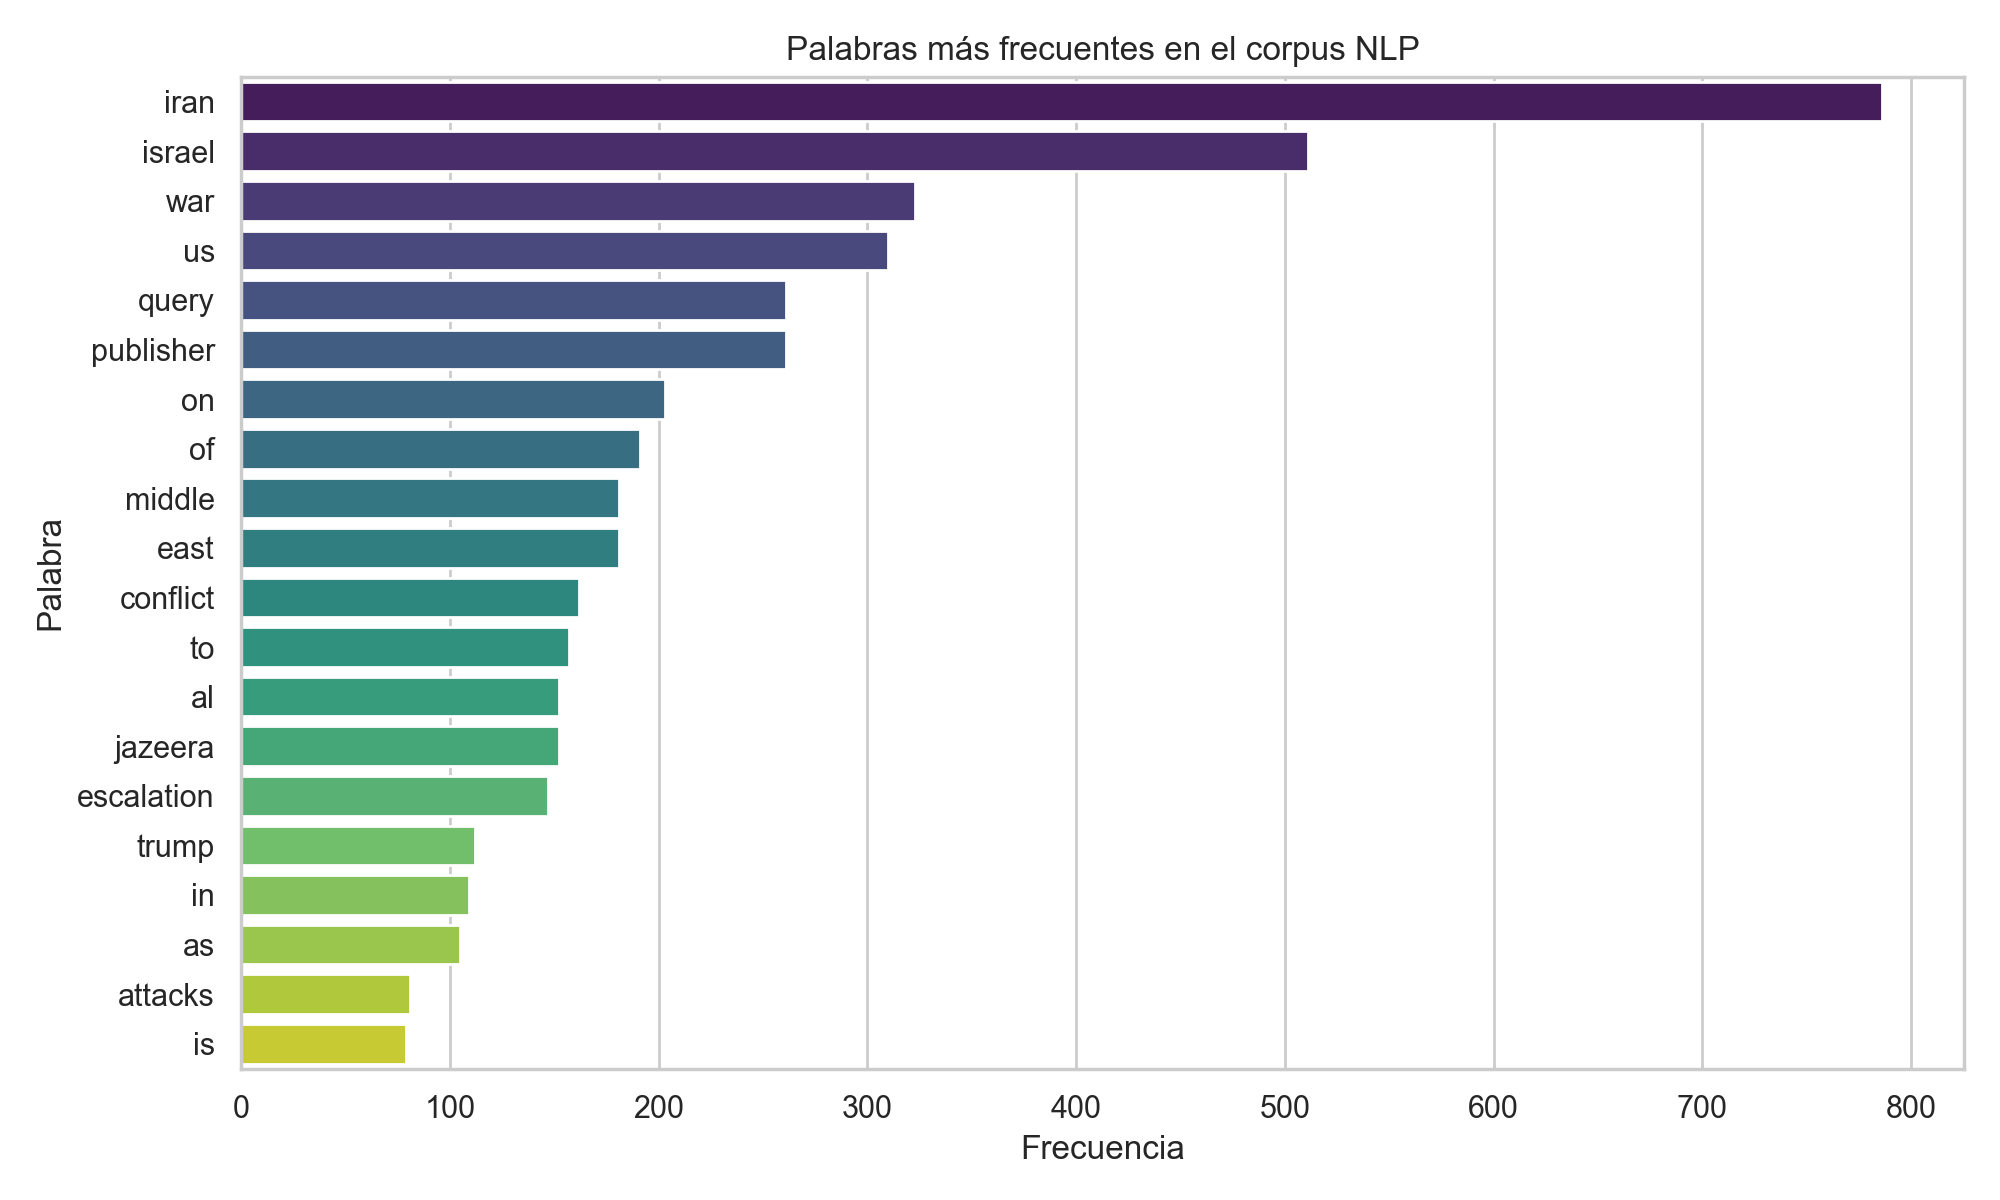 Palabras más frecuentes en el corpus NLP
iran
israel
war
us
query
publisher
on
of
middle
east
conflict
to
al
jazeera
escalation
trump
in
as
attacks
is
Palabra
0 100 200 300 400 500 600 700 800
Frecuencia